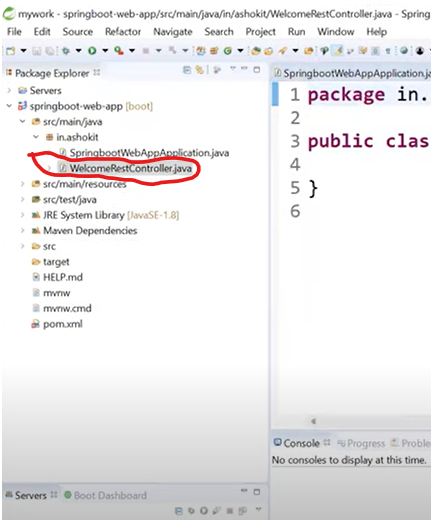 mywork - springboot-web-app/src/main/java/in/ashokit/WelcomeRestController.java - Spring
File Edit Source Refactor Navigate Search Project Run Window Help
Package Explorer
Servers
springboot-web-app [boot]
src/main/java
in.ashokit
SpringbootWebAppApplication.java
WelcomeRestController.java
src/main/resources
src/test/java
JRE System Library [JavaSE-1.8]
Maven Dependencies
src
target
HELP.md
mvnw
mvnw.cmd
pom.xml
Servers Boot Dashboard
SpringbootWebAppApplication.ja
1 package in.
2
3 public clas
4
5 }
6
Console Progress Proble
No consoles to display at this time.